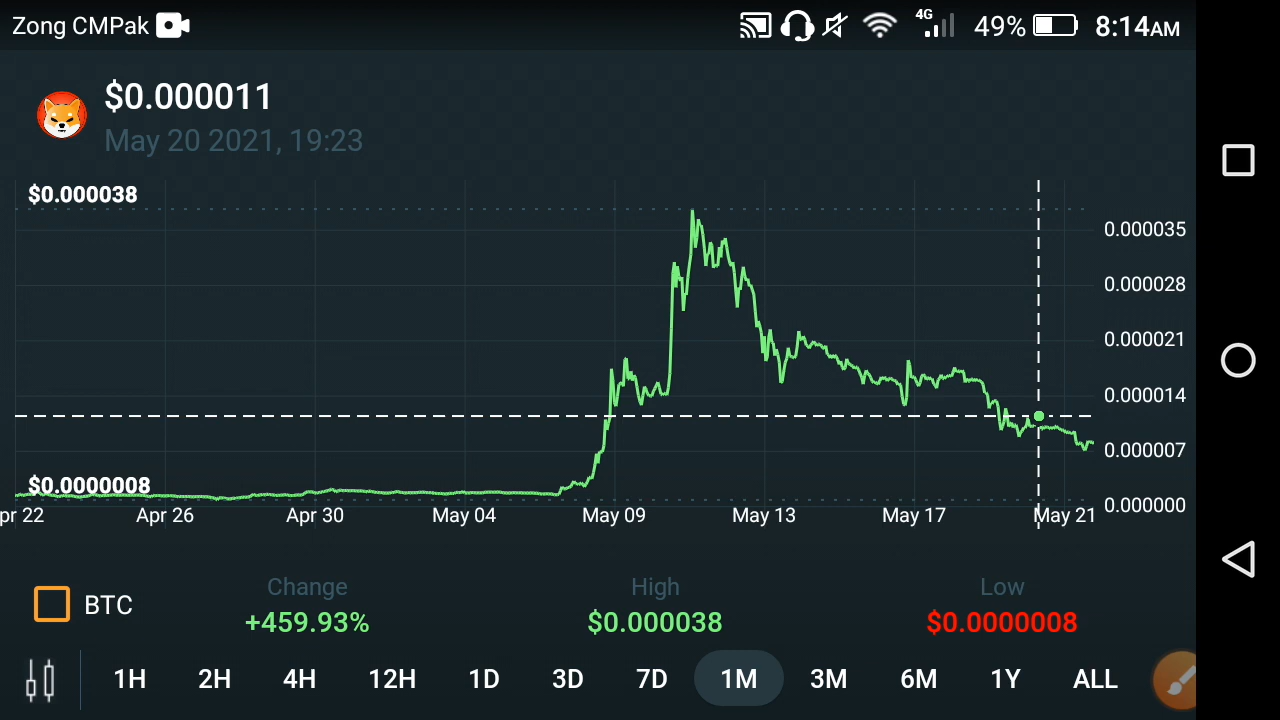 Zong CMPak
4G 49% 8:14AM
$0.000011
May 20 2021, 19:23
$0.000038
0.000035
0.000028
0.000021
0.000014
0.000007
$0.0000008
0.000000
pr 22 Apr 26 Apr 30 May 04 May 09 May 13 May 17 May 21
BTC
Change High Low
+459.93% $0.000038 $0.0000008
1H 2H 4H 12H 1D 3D 7D 1M 3M 6M 1Y ALL